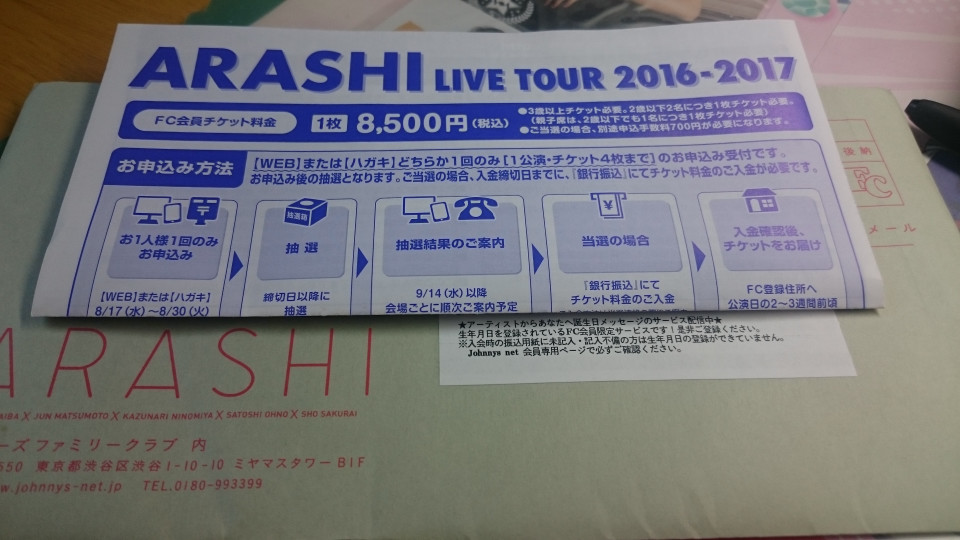 ARASHI LIVE TOUR 2016-2017
FC会員チケット料金 1枚 8,500円(税込)
●3歳以上チケット必要。2歳以下2名につき1枚チケット必要。
(親子席は、2歳以下でも1名につき1枚チケット必要)
●ご当選の場合、別途申込手数料700円が必要になります。
お申込み方法
【WEB】または【ハガキ】どちらか1回のみ【1公演・チケット4枚まで】のお申込み受付です。
お申込み後の抽選となります。ご当選の場合、入金締切日までに、『銀行振込』にてチケット料金のご入金が必要です。
お1人様1回のみ
お申込み
【WEB】または【ハガキ】
8/17(水)〜8/30(火)
抽選箱
抽選
締切日以降に
抽選
抽選結果のご案内
9/14(水)以降
会場ごとに順次ご案内予定
¥
当選の場合
『銀行振込』にて
チケット料金のご入金
入金確認後、
チケットをお届け
FC登録住所へ
公演日の2〜3週間前頃
後納
FC
メール
★アーティストからあなたへ誕生日メッセージのサービス配信中★
生年月日を登録されているFC会員限定サービスです!是非ご登録ください。
※入会時の振込用紙に未記入・記入不備の方は生年月日の登録ができていません。
Johnnys net 会員専用ページで必ずご確認ください。
ARASHI
AIBA X JUN MATSUMOTO X KAZUNARI NINOMIYA X SATOSHI OHNO X SHO SAKURAI
ーズファミリークラブ 内
550 東京都渋谷区渋谷1-10-10 ミヤマスタワーB1F
w.johnnys-net.jp TEL.0180-993399